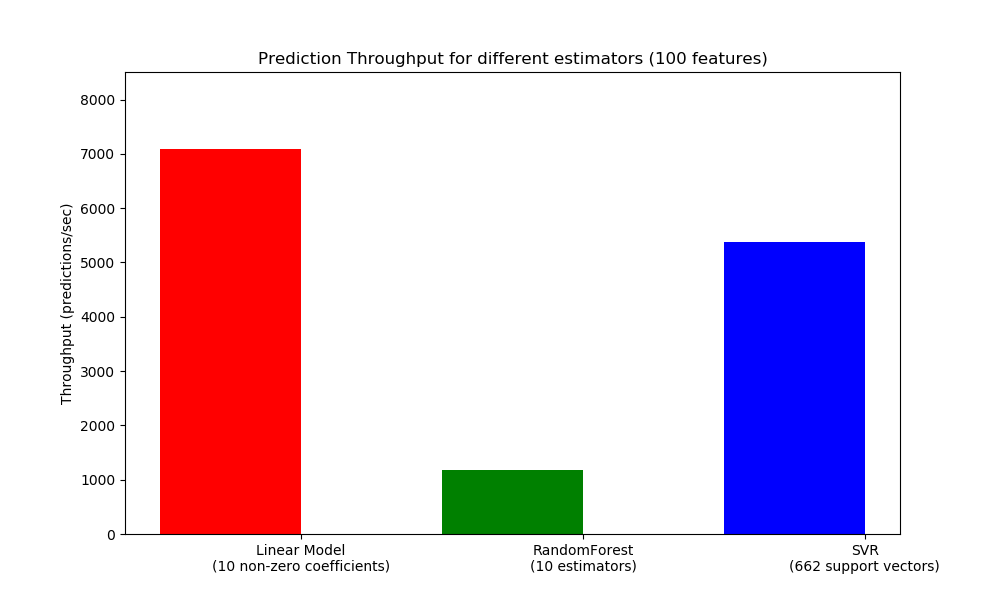 Prediction Throughput for different estimators (100 features)
Throughput (predictions/sec)
8000
7000
6000
5000
4000
3000
2000
1000
0
Linear Model
(10 non-zero coefficients)
RandomForest
(10 estimators)
SVR
(662 support vectors)